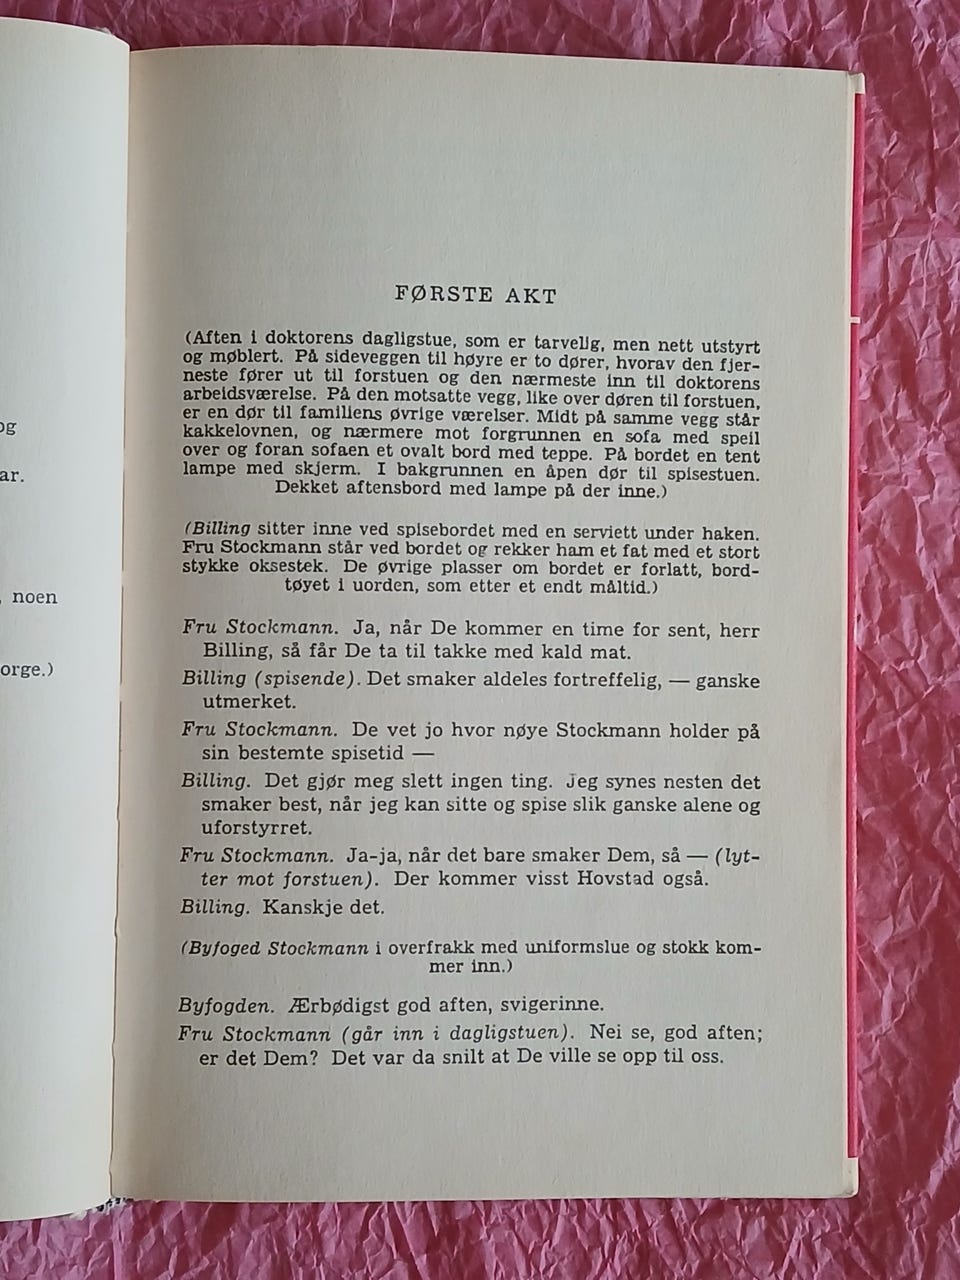 og
ar.
, noen
orge.)
FØRSTE AKT
(Aften i doktorens dagligstue, som er tarvelig, men nett utstyrt
og møblert. På sideveggen til høyre er to dører, hvorav den fjer-
neste fører ut til forstuen og den nærmeste inn til doktorens
arbeidsværelse. På den motsatte vegg, like over døren til forstuen,
er en dør til familiens øvrige værelser. Midt på samme vegg står
kakkelovnen, og nærmere mot forgrunnen en sofa med speil
over og foran sofaen et ovalt bord med teppe. På bordet en tent
lampe med skjerm. I bakgrunnen en åpen dør til spisestuen.
Dekket aftensbord med lampe på der inne.)
(Billing sitter inne ved spisebordet med en serviett under haken.
Fru Stockmann står ved bordet og rekker ham et fat med et stort
stykke oksestek. De øvrige plasser om bordet er forlatt, bord-
tøyet i uorden, som etter et endt måltid.)
Fru Stockmann. Ja, når De kommer en time for sent, herr
Billing, så får De ta til takke med kald mat.
Billing (spisende). Det smaker aldeles fortreffelig, — ganske
utmerket.
Fru Stockmann. De vet jo hvor nøye Stockmann holder på
sin bestemte spisetid —
Billing. Det gjør meg slett ingen ting. Jeg synes nesten det
smaker best, når jeg kan sitte og spise slik ganske alene og
uforstyrret.
Fru Stockmann. Ja-ja, når det bare smaker Dem, så — (lyt-
ter mot forstuen). Der kommer visst Hovstad også.
Billing. Kanskje det.
(Byfoged Stockmann i overfrakk med uniformslue og stokk kom-
mer inn.)
Byfogden. Ærbødigst god aften, svigerinne.
Fru Stockmann (går inn i dagligstuen). Nei se, god aften;
er det Dem? Det var da snilt at De ville se opp til oss.